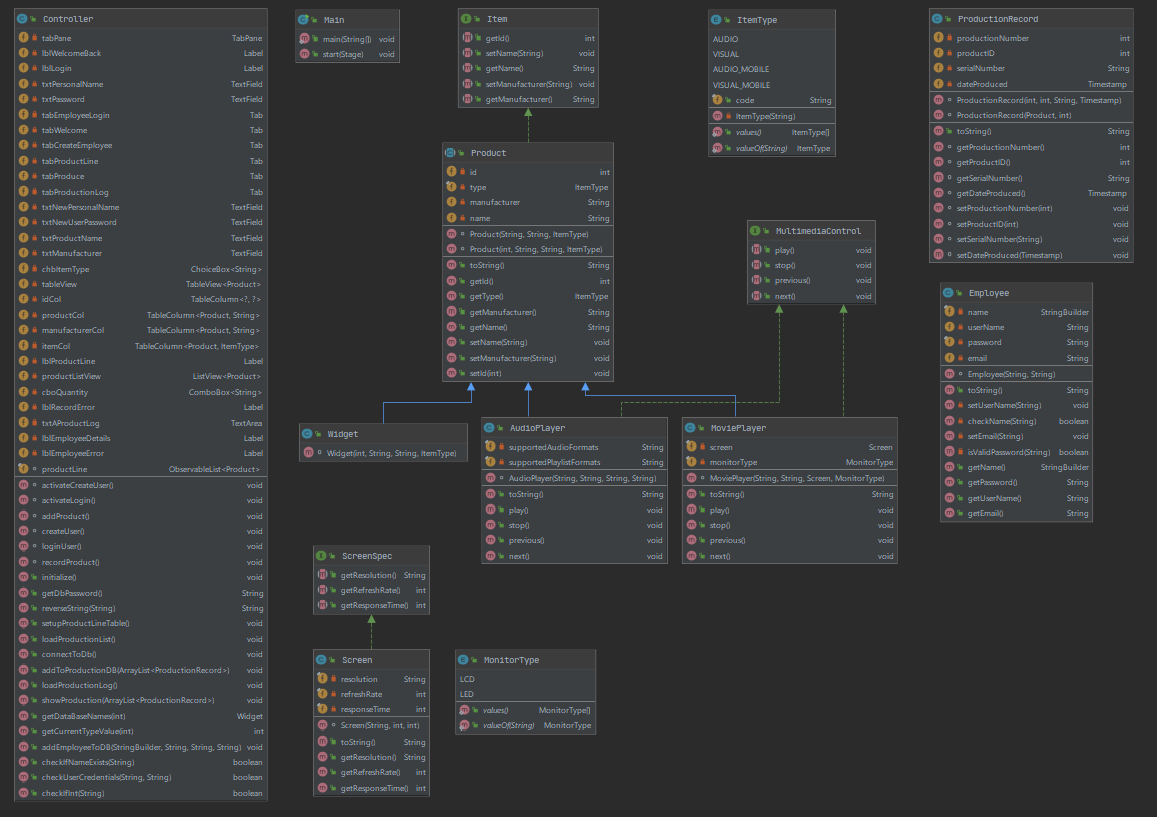 Controller
tabPane TabPane
lblWelcomeBack Label
lblLogin Label
txtPersonalName TextField
txtPassword TextField
tabEmployeeLogin Tab
tabWelcome Tab
tabCreateEmployee Tab
tabProductLine Tab
tabProduce Tab
tabProductionLog Tab
txtNewPersonalName TextField
txtNewUserPassword TextField
txtProductName TextField
txtManufacturer TextField
chbItemType ChoiceBox<String>
tableView TableView<Product>
idCol TableColumn<?, ?>
productCol TableColumn<Product, String>
manufacturerCol TableColumn<Product, String>
itemCol TableColumn<Product, ItemType>
lblProductLine Label
productListView ListView<Product>
cboQuantity ComboBox<String>
lblRecordError Label
txtAProductLog TextArea
lblEmployeeDetails Label
lblEmployeeError Label
productLine ObservableList<Product>
activateCreateUser() void
activateLogin() void
addProduct() void
createUser() void
loginUser() void
recordProduct() void
initialize() void
getDbPassword() String
reverseString(String) String
setupProductLineTable() void
loadProductionList() void
connectToDb() void
addToProductionDB(ArrayList<ProductionRecord>) void
loadProductionLog() void
showProduction(ArrayList<ProductionRecord>) void
getDataBaseNames(int) Widget
getCurrentTypeValue(int) int
addEmployeeToDB(StringBuilder, String, String, String) void
checkIfNameExists(String) boolean
checkUserCredentials(String, String) boolean
checkIfInt(String) boolean
Main
main(String[]) void
start(Stage) void
Item
getId() int
setName(String) void
getName() String
setManufacturer(String) void
getManufacturer() String
Product
id int
type ItemType
manufacturer String
name String
Product(String, String, ItemType)
Product(int, String, String, ItemType)
toString() String
getId() int
getType() ItemType
getManufacturer() String
getName() String
setName(String) void
setManufacturer(String) void
setId(int) void
Widget
Widget(int, String, String, ItemType)
ScreenSpec
getResolution() String
getRefreshRate() int
getResponseTime() int
Screen
resolution String
refreshRate int
responseTime int
Screen(String, int, int)
toString() String
getResolution() String
getRefreshRate() int
getResponseTime() int
MonitorType
LCD
LED
values() MonitorType[]
valueOf(String) MonitorType
AudioPlayer
supportedAudioFormats String
supportedPlaylistFormats String
AudioPlayer(String, String, String, String)
toString() String
play() void
stop() void
previous() void
next() void
MoviePlayer
screen Screen
monitorType MonitorType
MoviePlayer(String, String, Screen, MonitorType)
toString() String
play() void
stop() void
previous() void
next() void
ItemType
AUDIO
VISUAL
AUDIO_MOBILE
VISUAL_MOBILE
code String
ItemType(String)
values() ItemType[]
valueOf(String) ItemType
MultimediaControl
play() void
stop() void
previous() void
next() void
ProductionRecord
productionNumber int
productID int
serialNumber String
dateProduced Timestamp
ProductionRecord(int, int, String, Timestamp)
ProductionRecord(Product, int)
toString() String
getProductionNumber() int
getProductID() int
getSerialNumber() String
getDateProduced() Timestamp
setProductionNumber(int) void
setProductID(int) void
setSerialNumber(String) void
setDateProduced(Timestamp) void
Employee
name StringBuilder
userName String
password String
email String
Employee(String, String)
toString() String
setUserName(String) void
checkName(String) boolean
setEmail(String) void
isValidPassword(String) boolean
getName() StringBuilder
getPassword() String
getUserName() String
getEmail() String